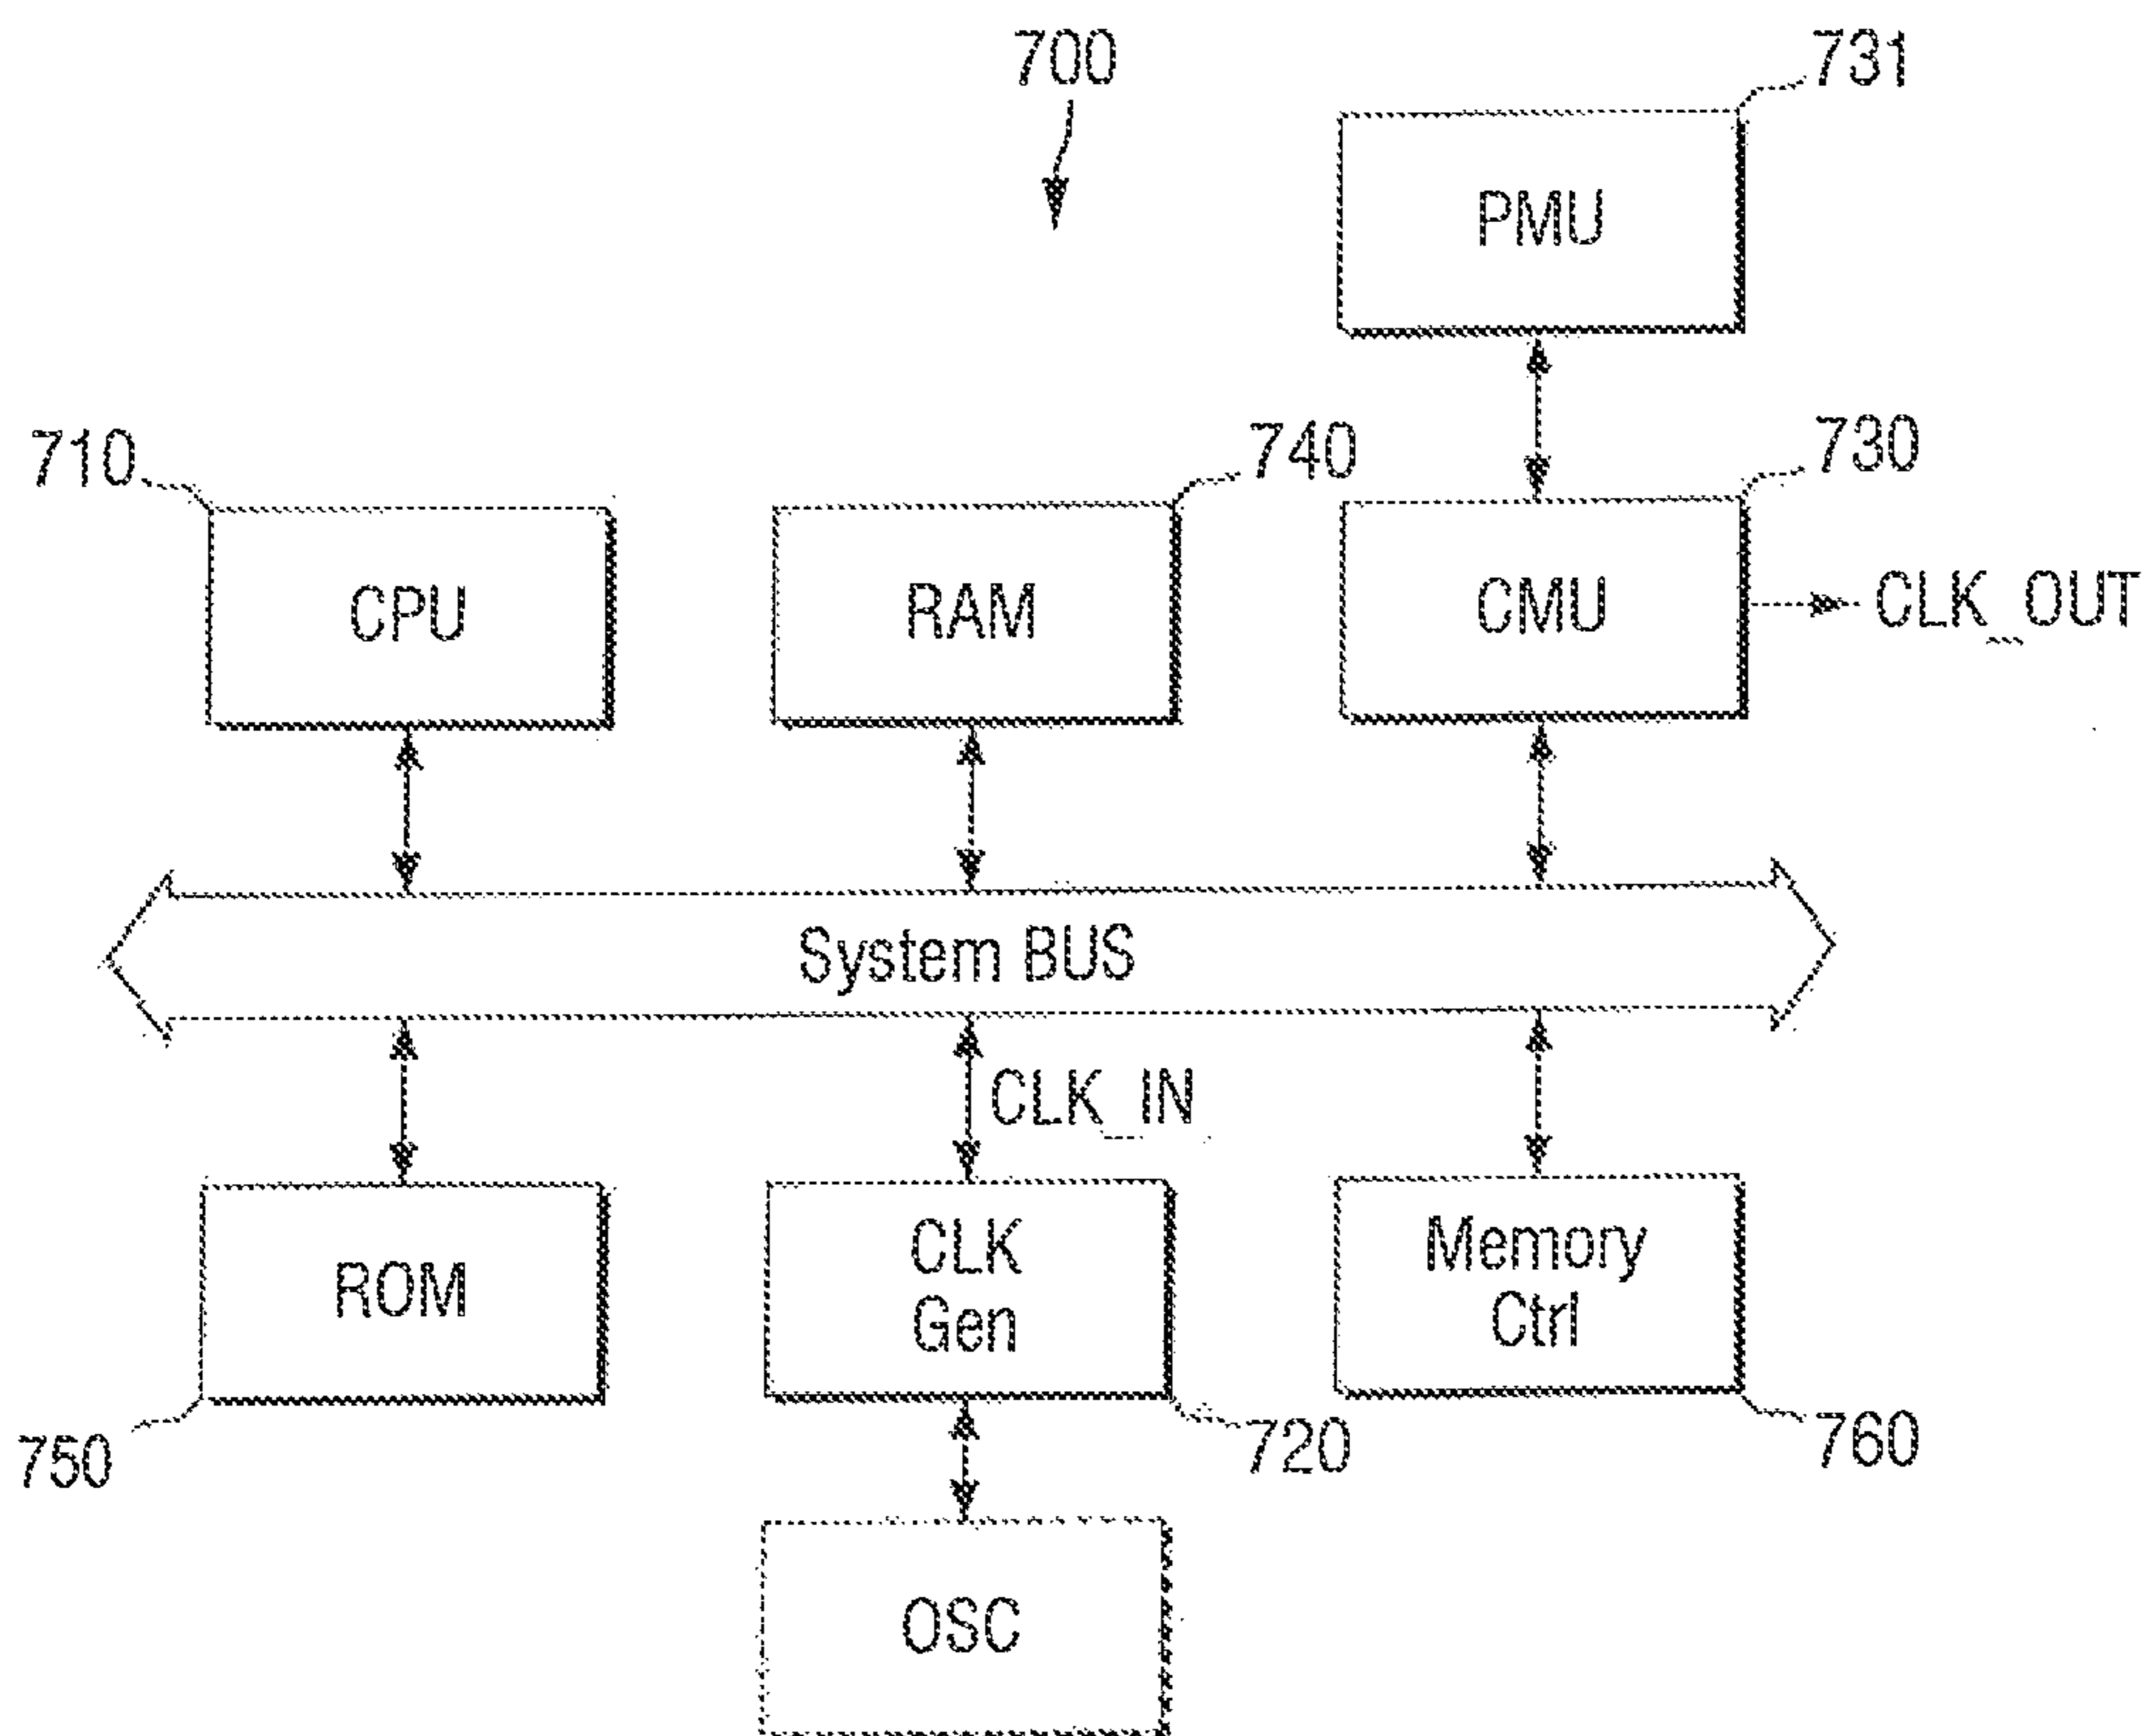 700
731
PMU
710
740
730
CPU
RAM
CMU
CLK_OUT
System BUS
CLK_IN
ROM
CLK
Gen
Memory
Ctrl
750
720
760
OSC